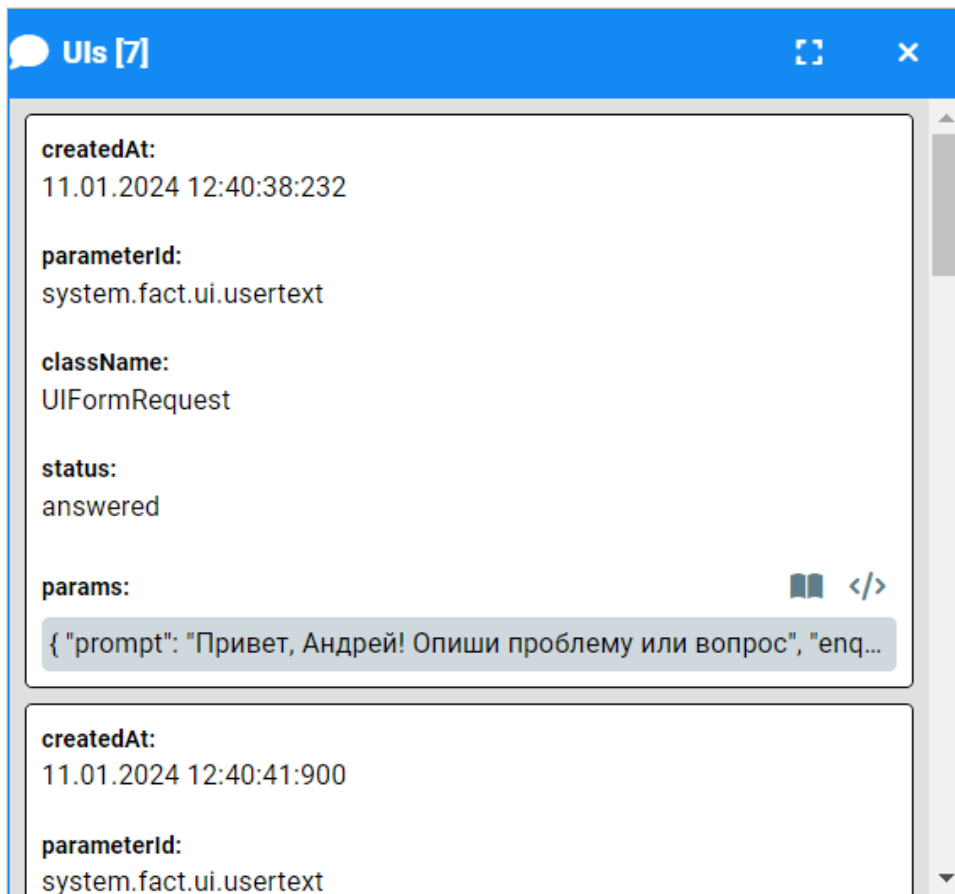 UIs [7]
createdAt:
11.01.2024 12:40:38:232
parameterId:
system.fact.ui.usertext
className:
UIFormRequest
status:
answered
params:
{ "prompt": "Привет, Андрей! Опиши проблему или вопрос", "enq...
createdAt:
11.01.2024 12:40:41:900
parameterId:
system.fact.ui.usertext